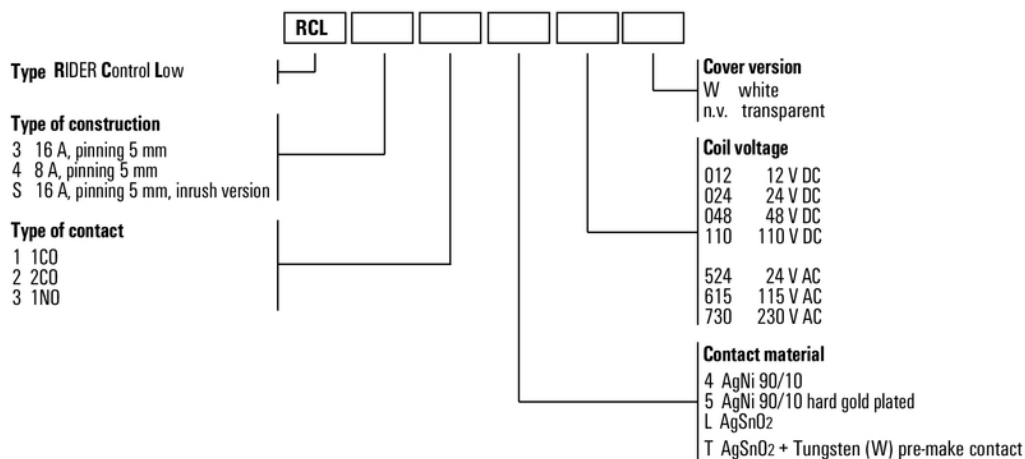 RCL
Type RIDER Control Low
Type of construction
3 16 A, pinning 5 mm
4 8 A, pinning 5 mm
S 16 A, pinning 5 mm, inrush version
Type of contact
1 1CO
2 2CO
3 1NO
Cover version
W white
n.v. transparent
Coil voltage
012 12 V DC
024 24 V DC
048 48 V DC
110 110 V DC
524 24 V AC
615 115 V AC
730 230 V AC
Contact material
4 AgNi 90/10
5 AgNi 90/10 hard gold plated
L AgSnO2
T AgSnO2 + Tungsten (W) pre-make contact